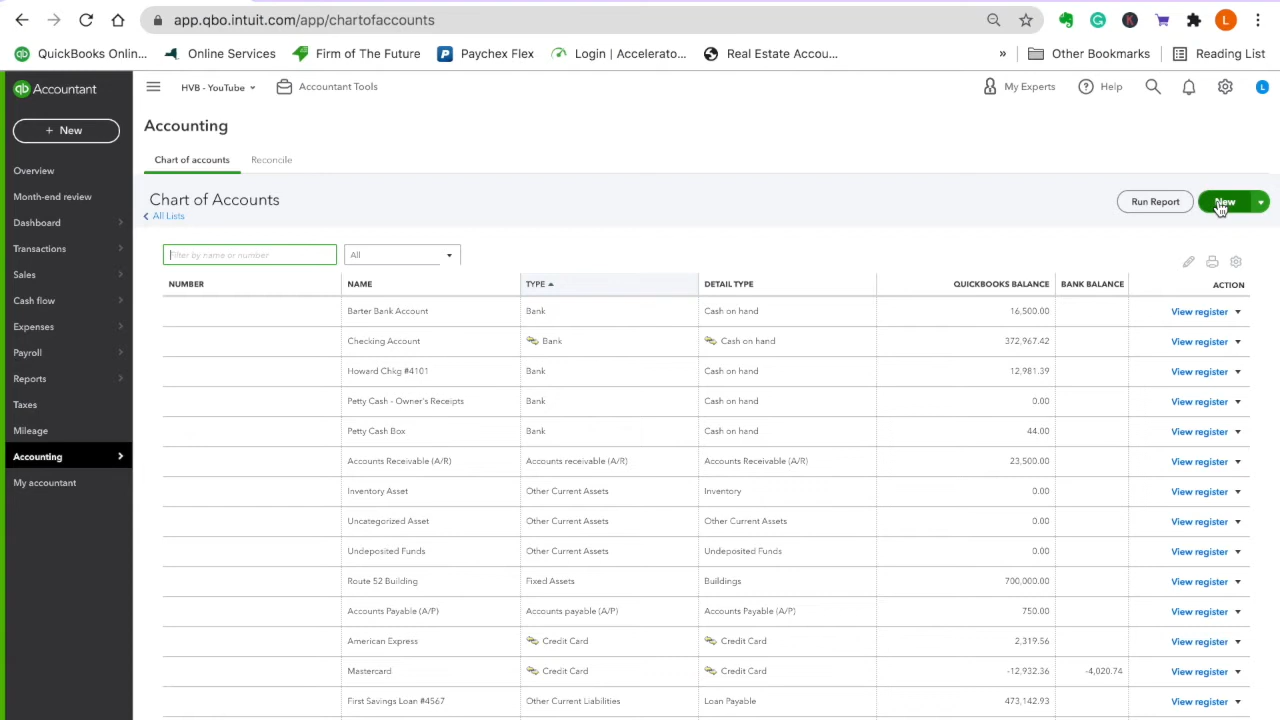 app.qbo.intuit.com/app/chartofaccounts
L
QuickBooks Onlin...
Online Services
Firm of The Future
Paychex Flex
Login | Accelerato...
Real Estate Accou...
»
Other Bookmarks
Reading List
qb Accountant
HVB - YouTube
Accountant Tools
My Experts
Help
L
+ New
Accounting
Overview
Month-end review
Dashboard
Transactions
Sales
Cash flow
Expenses
Payroll
Reports
Taxes
Mileage
Accounting
My accountant
Chart of accounts
Reconcile
Chart of Accounts
All Lists
Run Report
New
Filter by name or number
All
NUMBER NAME TYPE DETAIL TYPE QUICKBOOKS BALANCE BANK BALANCE ACTION
Barter Bank Account Bank Cash on hand 16,500.00 View register
Checking Account Bank Cash on hand 372,967.42 View register
Howard Chkg #4101 Bank Cash on hand 12,981.39 View register
Petty Cash - Owner's Receipts Bank Cash on hand 0.00 View register
Petty Cash Box Bank Cash on hand 44.00 View register
Accounts Receivable (A/R) Accounts receivable (A/R) Accounts Receivable (A/R) 23,500.00 View register
Inventory Asset Other Current Assets Inventory 0.00 View register
Uncategorized Asset Other Current Assets Other Current Assets 0.00 View register
Undeposited Funds Other Current Assets Undeposited Funds 0.00 View register
Route 52 Building Fixed Assets Buildings 700,000.00 View register
Accounts Payable (A/P) Accounts payable (A/P) Accounts Payable (A/P) 750.00 View register
American Express Credit Card Credit Card 2,319.56 View register
Mastercard Credit Card Credit Card -12,932.36 -4,020.74 View register
First Savings Loan #4567 Other Current Liabilities Loan Payable 473,142.93 View register